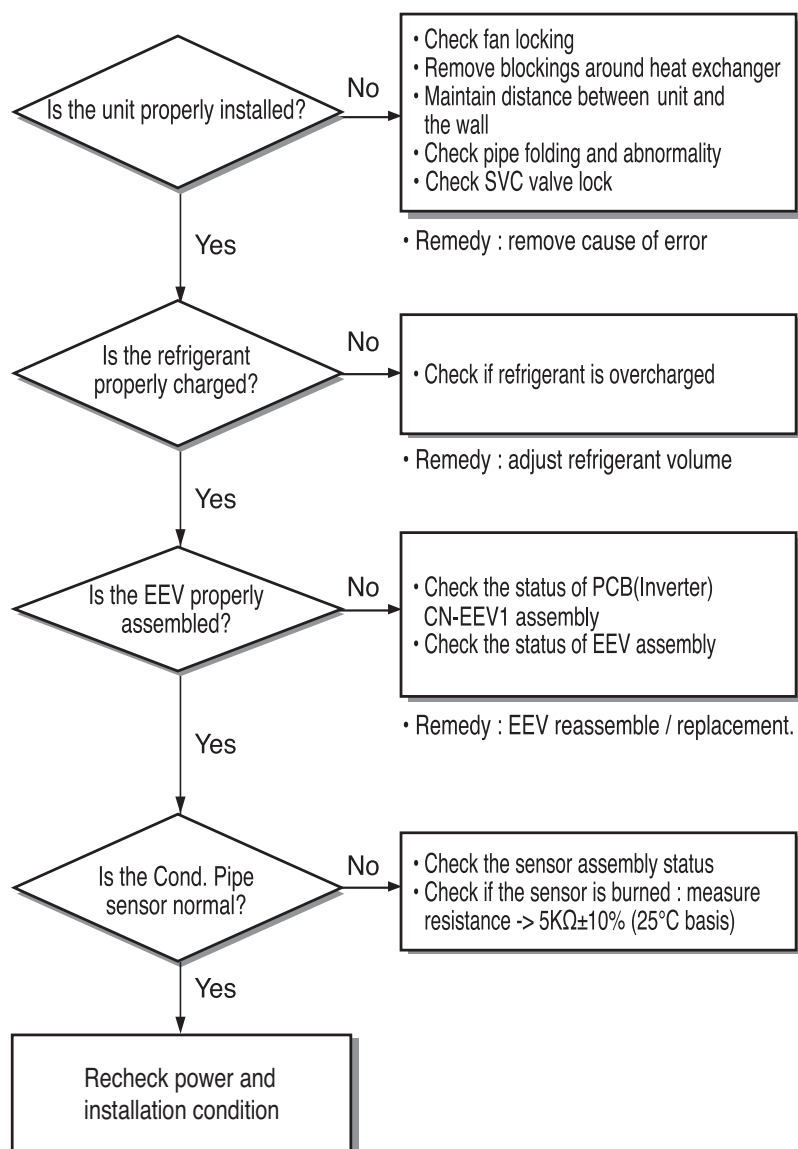 Is the unit properly installed?
No
• Check fan locking
• Remove blockings around heat exchanger
• Maintain distance between unit and
the wall
• Check pipe folding and abnormality
• Check SVC valve lock
• Remedy : remove cause of error
Yes
Is the refrigerant
properly charged?
No
• Check if refrigerant is overcharged
• Remedy : adjust refrigerant volume
Yes
Is the EEV properly
assembled?
No
• Check the status of PCB(Inverter)
CN-EEV1 assembly
• Check the status of EEV assembly
• Remedy : EEV reassemble / replacement.
Yes
Is the Cond. Pipe
sensor normal?
No
• Check the sensor assembly status
• Check if the sensor is burned : measure
resistance -> 5KΩ±10% (25°C basis)
Yes
Recheck power and
installation condition